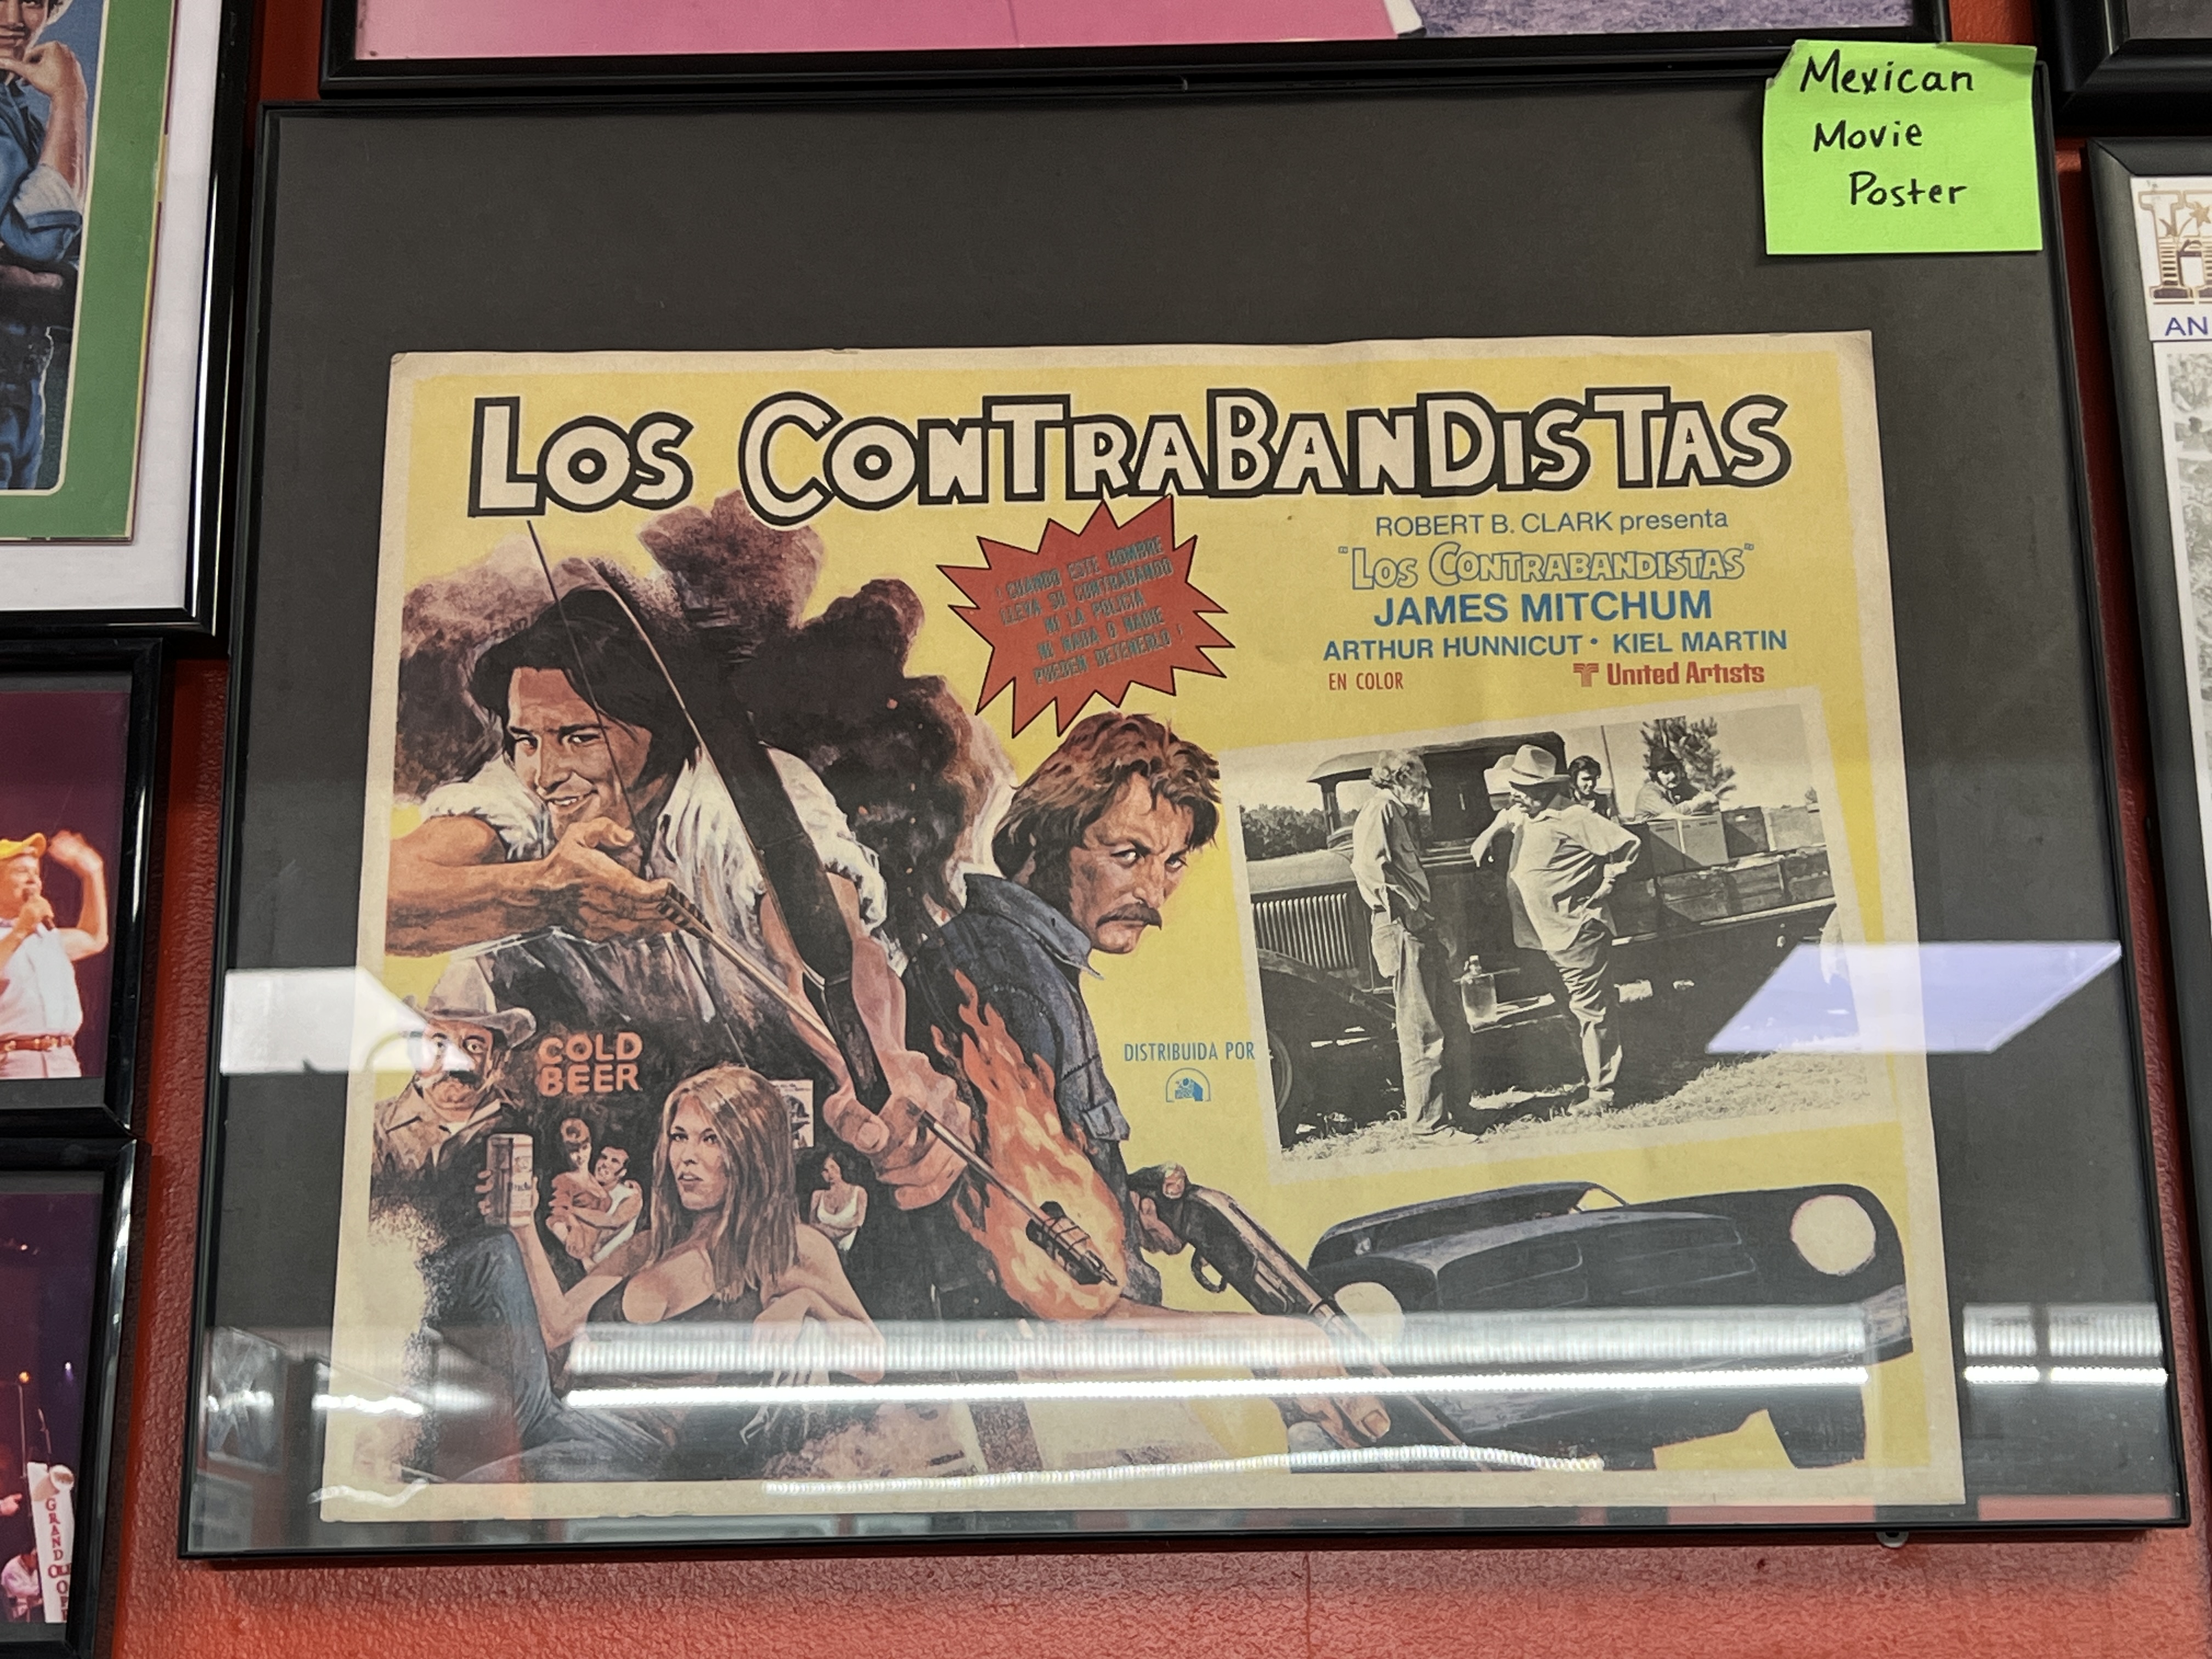 Mexican
Movie
Poster
AN
LOS CONTRABANDISTAS
¡CUANDO ESTE HOMBRE
LLEVA SU CONTRABANDO
NI LA POLICIA
NI NADA O NADIE
PUEDEN DETENERLO!
ROBERT B. CLARK presenta
"LOS CONTRABANDISTAS"
JAMES MITCHUM
ARTHUR HUNNICUT • KIEL MARTIN
EN COLOR
United Artists
COLD
BEER
DISTRIBUIDA POR
GRAND